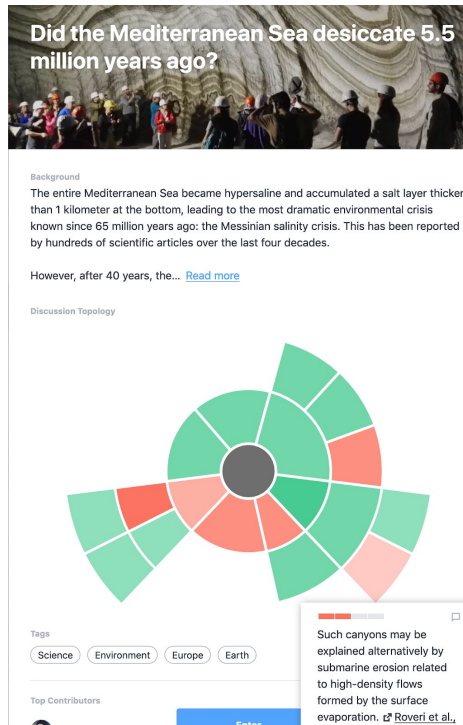 Did the Mediterranean Sea desiccate 5.5
million years ago?
Background
The entire Mediterranean Sea became hypersaline and accumulated a salt layer thicker
than 1 kilometer at the bottom, leading to the most dramatic environmental crisis
known since 65 million years ago: the Messinian salinity crisis. This has been reported
by hundreds of scientific articles over the last four decades.
However, after 40 years, the... Read more
Discussion Topology
Tags
Science Environment Europe Earth
Such canyons may be
explained alternatively by
submarine erosion related
to high-density flows
formed by the surface
evaporation. Roveri et al.,
Top Contributors
Enter